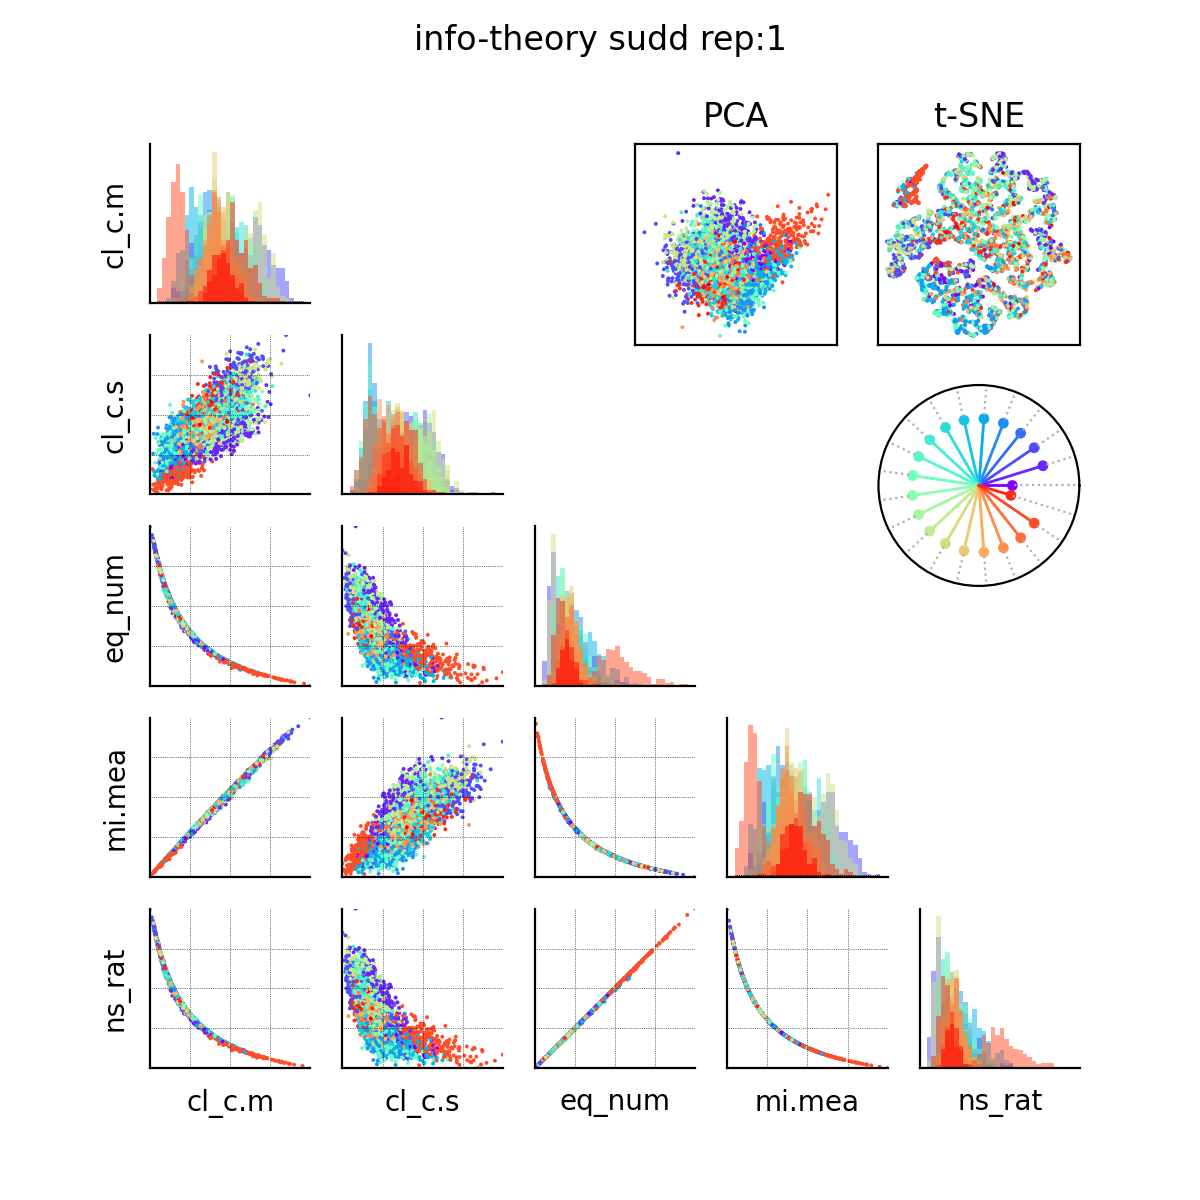 info-theory sudd rep:1
PCA
t-SNE
cl_c.m
cl_c.s
eq_num
mi.mea
ns_rat
cl_c.m
cl_c.s
eq_num
mi.mea
ns_rat